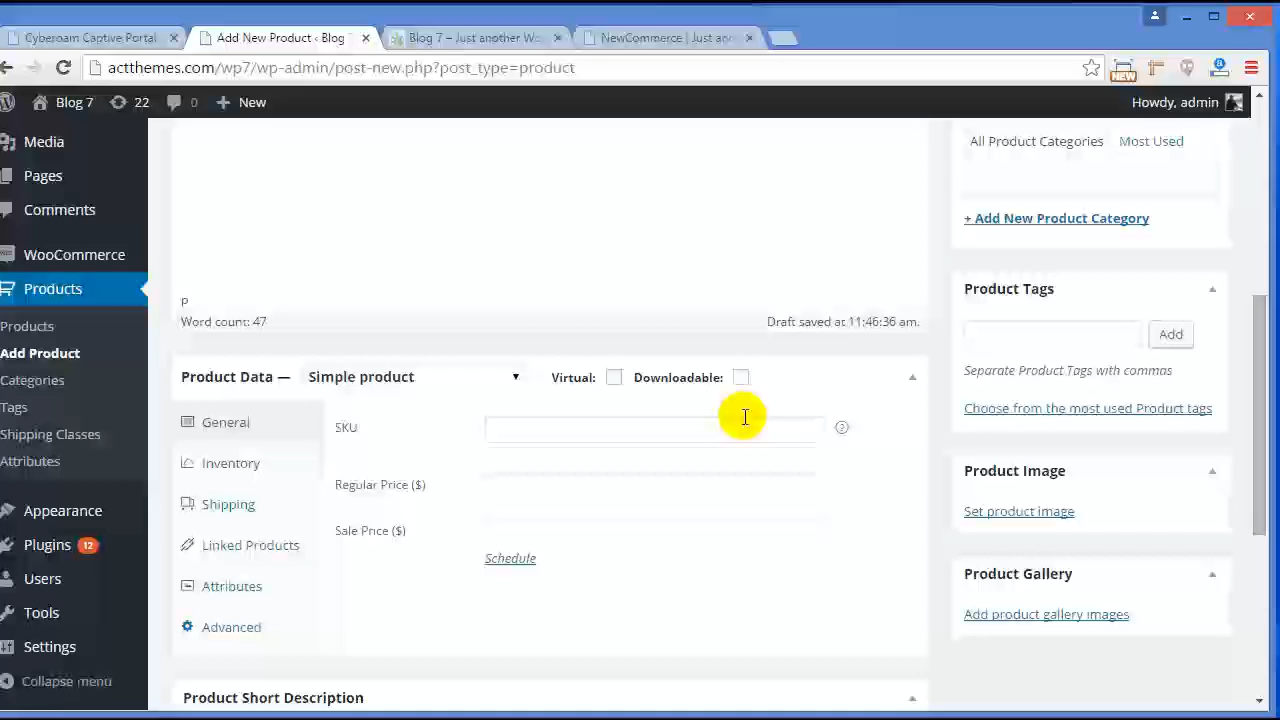 Cyberoam Captive Portal
Add New Product ‹ Blog 7
Blog 7 – Just another Wo
NewCommerce | Just an
actthemes.com/wp7/wp-admin/post-new.php?post_type=product
NEW
Blog 7
22
0
New
Howdy, admin
Media
Pages
Comments
WooCommerce
Products
Products
Add Product
Categories
Tags
Shipping Classes
Attributes
Appearance
Plugins 12
Users
Tools
Settings
Collapse menu
P
Word count: 47
Draft saved at 11:46:36 am.
Product Data —
Simple product
Virtual:
Downloadable:
General
Inventory
Shipping
Linked Products
Attributes
Advanced
SKU
Regular Price ($)
Sale Price ($)
Schedule
Product Short Description
All Product Categories
Most Used
+ Add New Product Category
Product Tags
Add
Separate Product Tags with commas
Choose from the most used Product tags
Product Image
Set product image
Product Gallery
Add product gallery images